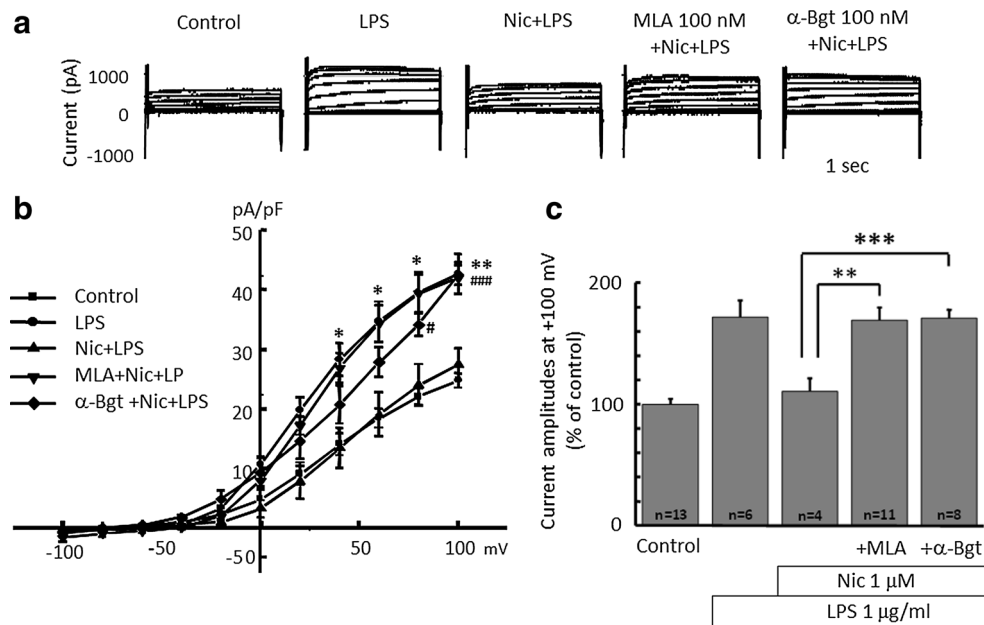 a
Control
LPS
Nic+LPS
MLA 100 nM
+Nic+LPS
α-Bgt 100 nM
+Nic+LPS
Current (pA)
1000
0
-1000
1 sec
b
pA/pF
50
40
30
20
10
-50
-100
-50
50
100 mV
Control
LPS
Nic+LPS
MLA+Nic+LP
α-Bgt +Nic+LPS
*
*
*
**
###
#
c
Current amplitudes at +100 mV
(% of control)
200
100
0
***
**
n=13
n=6
n=4
n=11
n=8
Control
+MLA
+α-Bgt
Nic 1 μM
LPS 1 μg/ml